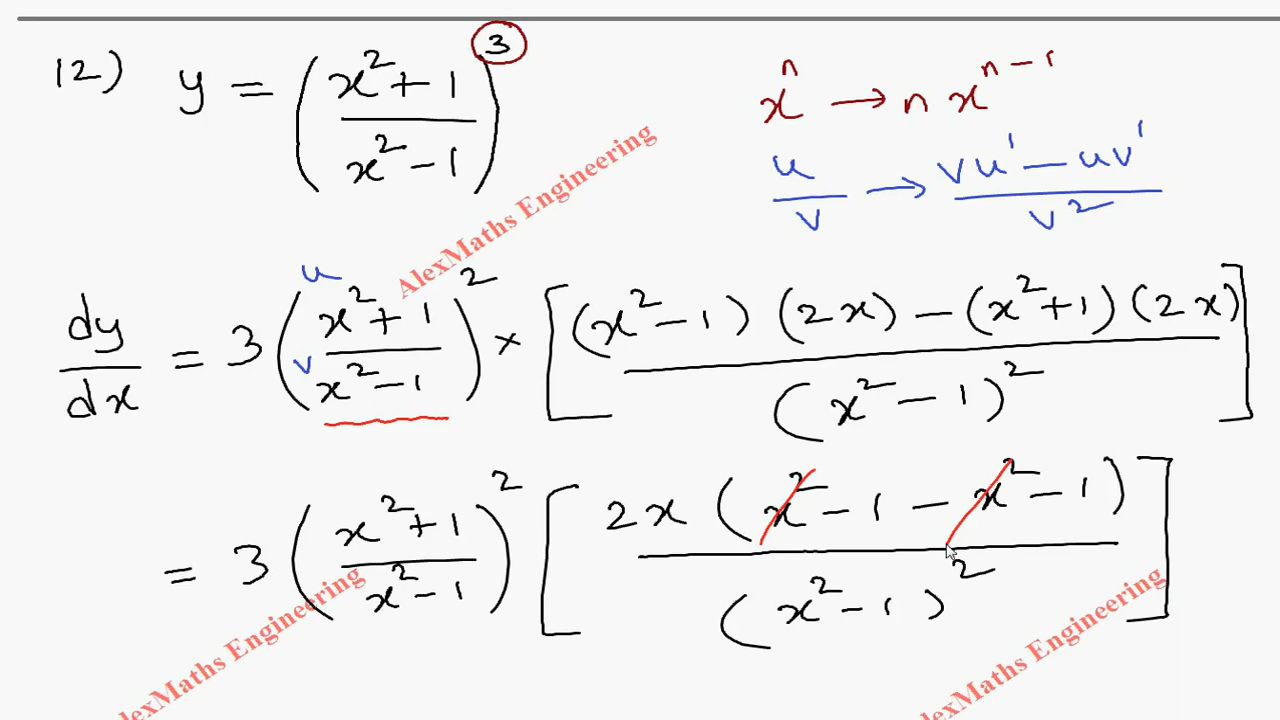 12) y = (x²+1 / x²-1)³
xⁿ → n xⁿ⁻¹
u/v → vu' - uv' / v²
u
v
dy/dx = 3 (x²+1 / x²-1)² × [(x²-1) (2x) - (x²+1) (2x) / (x²-1)²]
= 3 (x²+1 / x²-1)² [2x (x²-1 - x²-1) / (x²-1)²]
AlexMaths Engineering
AlexMaths Engineering
AlexMaths Engineering